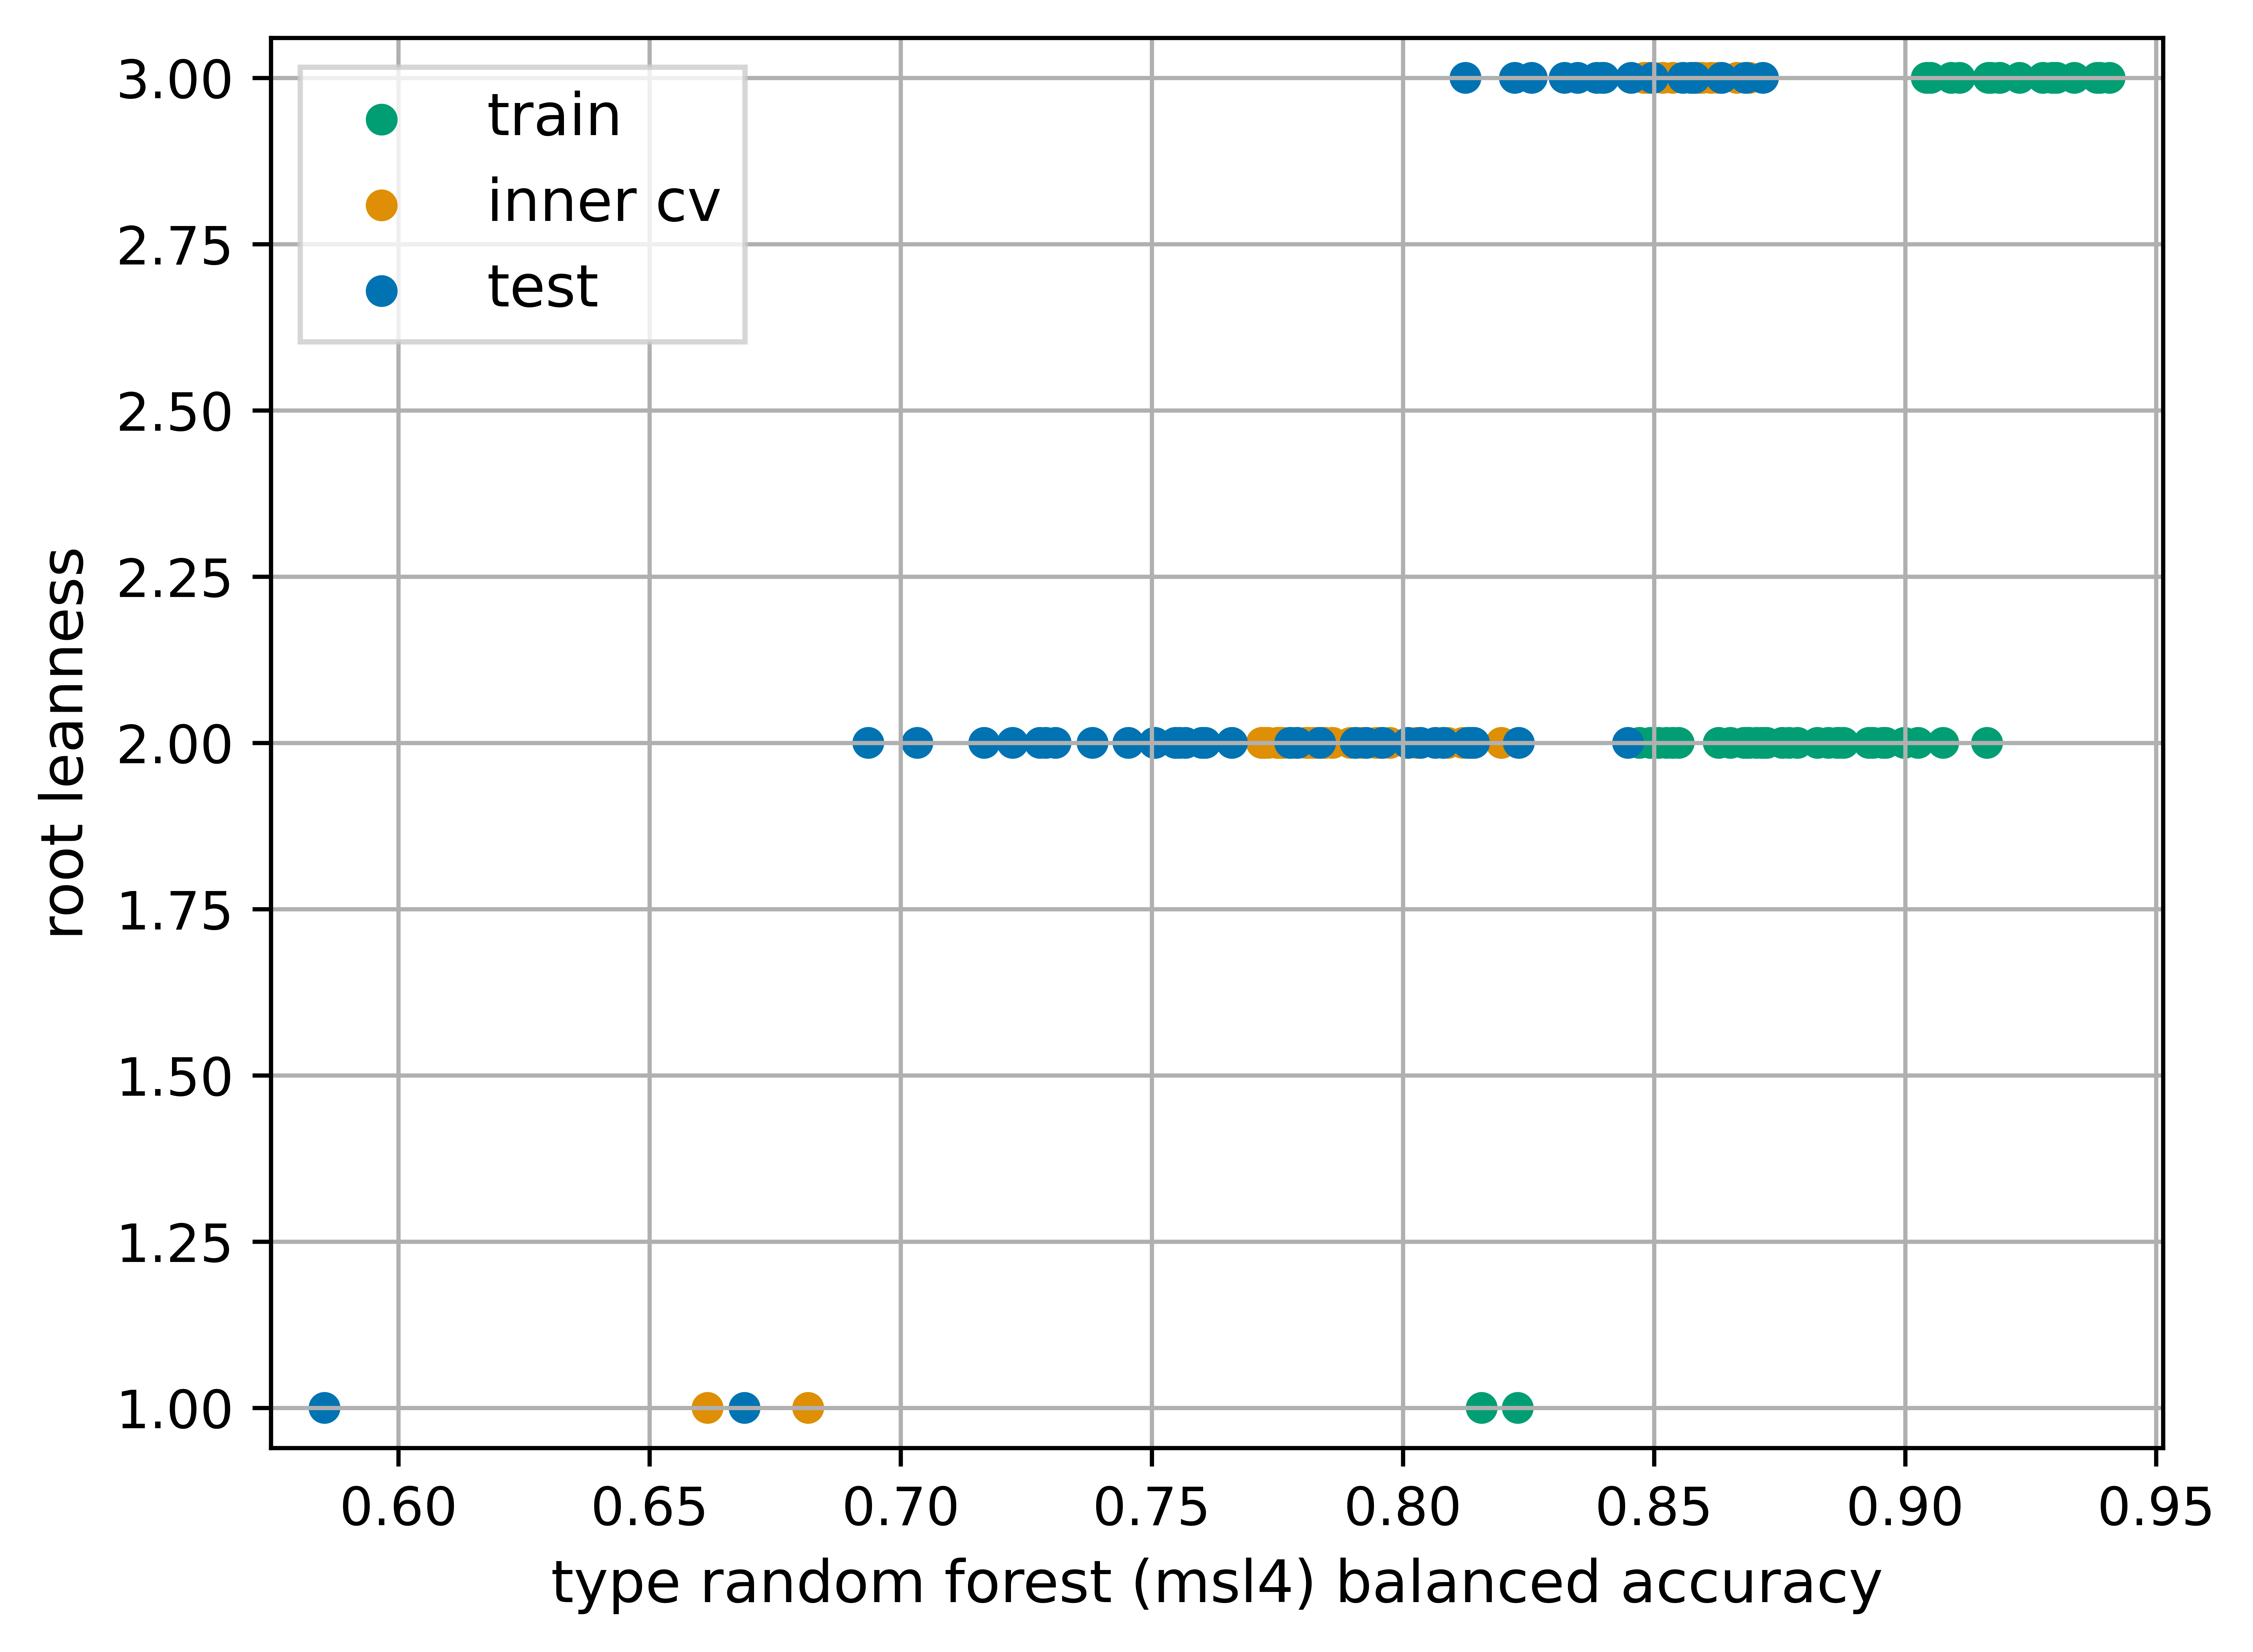 3.00
2.75
2.50
2.25
2.00
1.75
1.50
1.25
1.00
root leanness
train
inner cv
test
0.60 0.65 0.70 0.75 0.80 0.85 0.90 0.95
type random forest (msl4) balanced accuracy